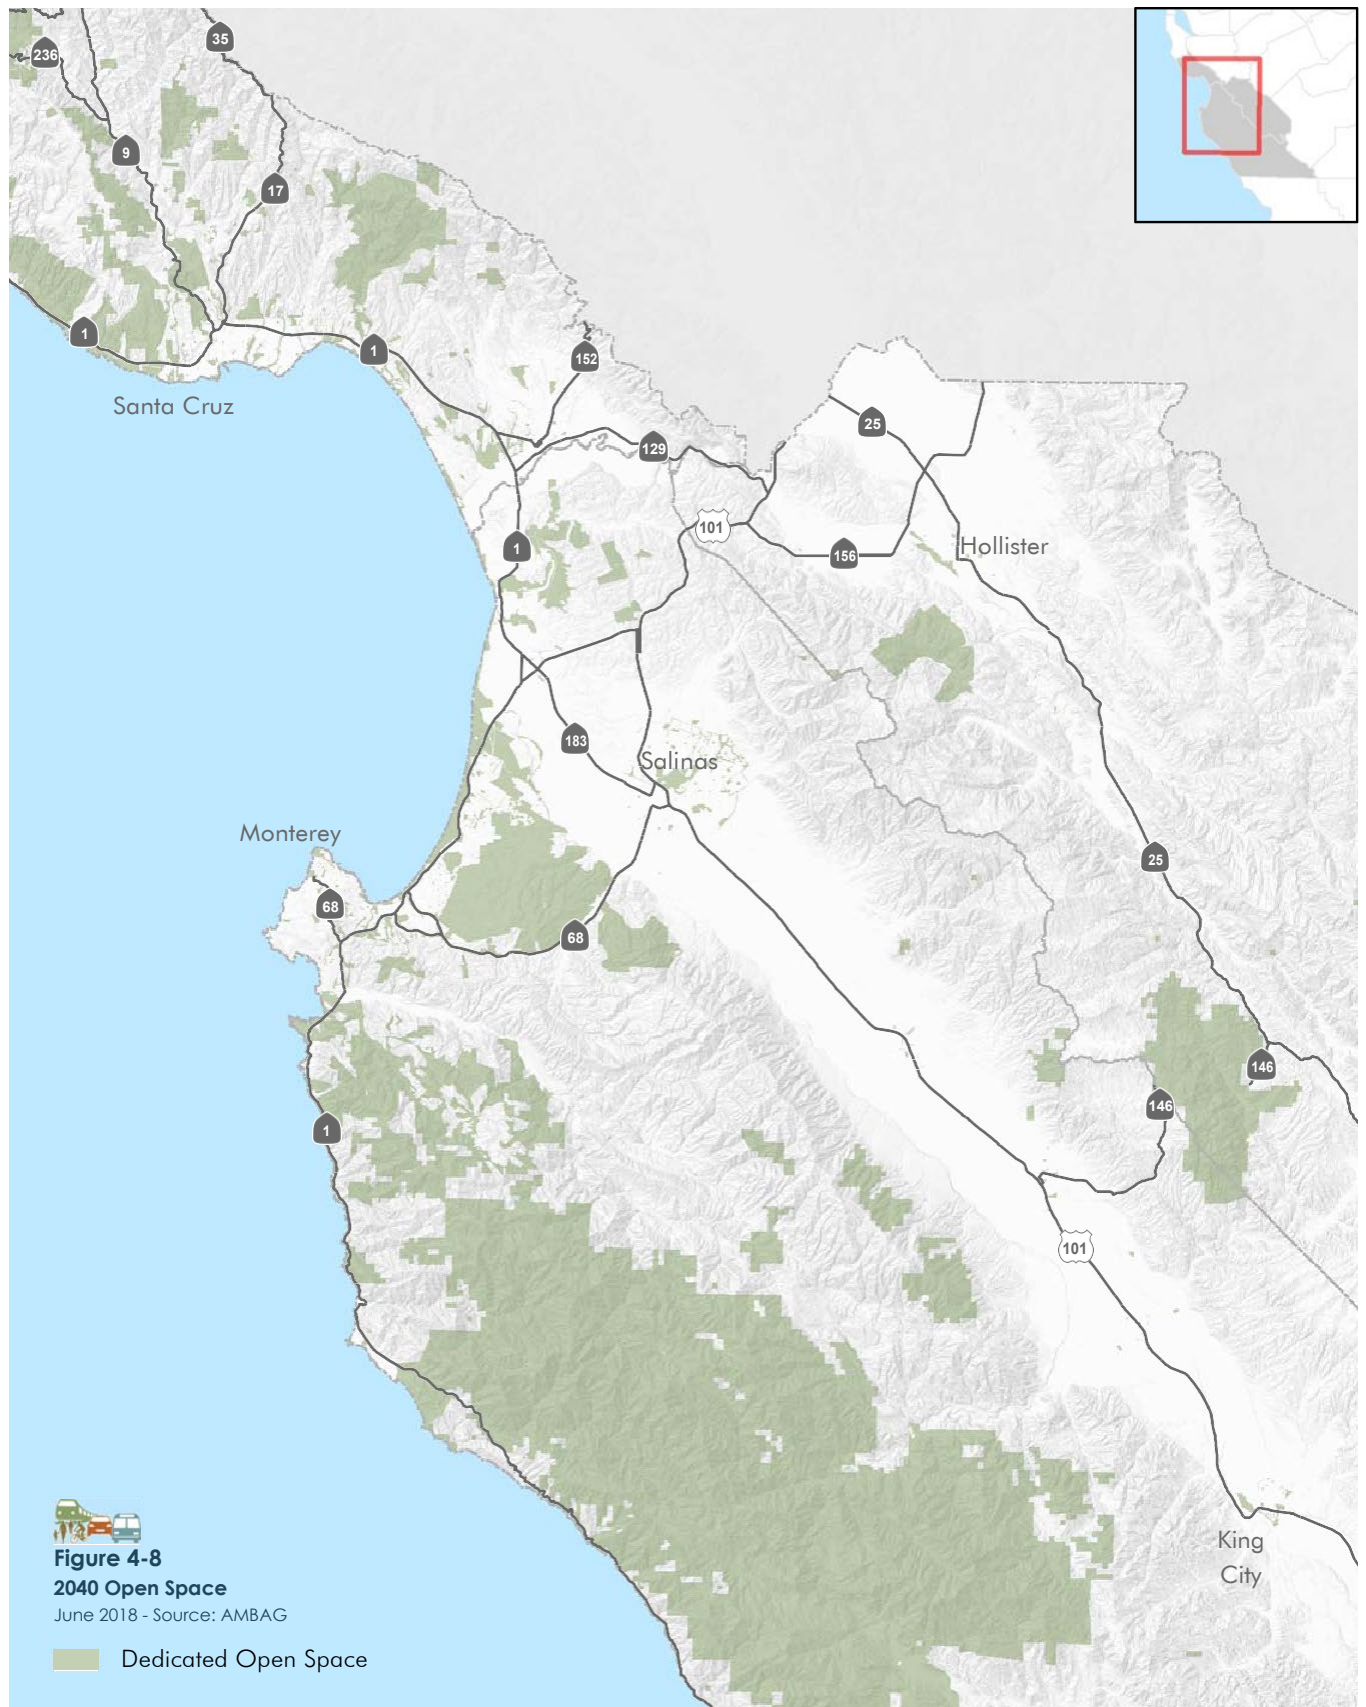 35
236
9
17
1
1
152
Santa Cruz
25
129
101
1
156
Hollister
183
Salinas
Monterey
25
68
68
146
146
1
101
King
City
Figure 4-8
2040 Open Space
June 2018 - Source: AMBAG
Dedicated Open Space